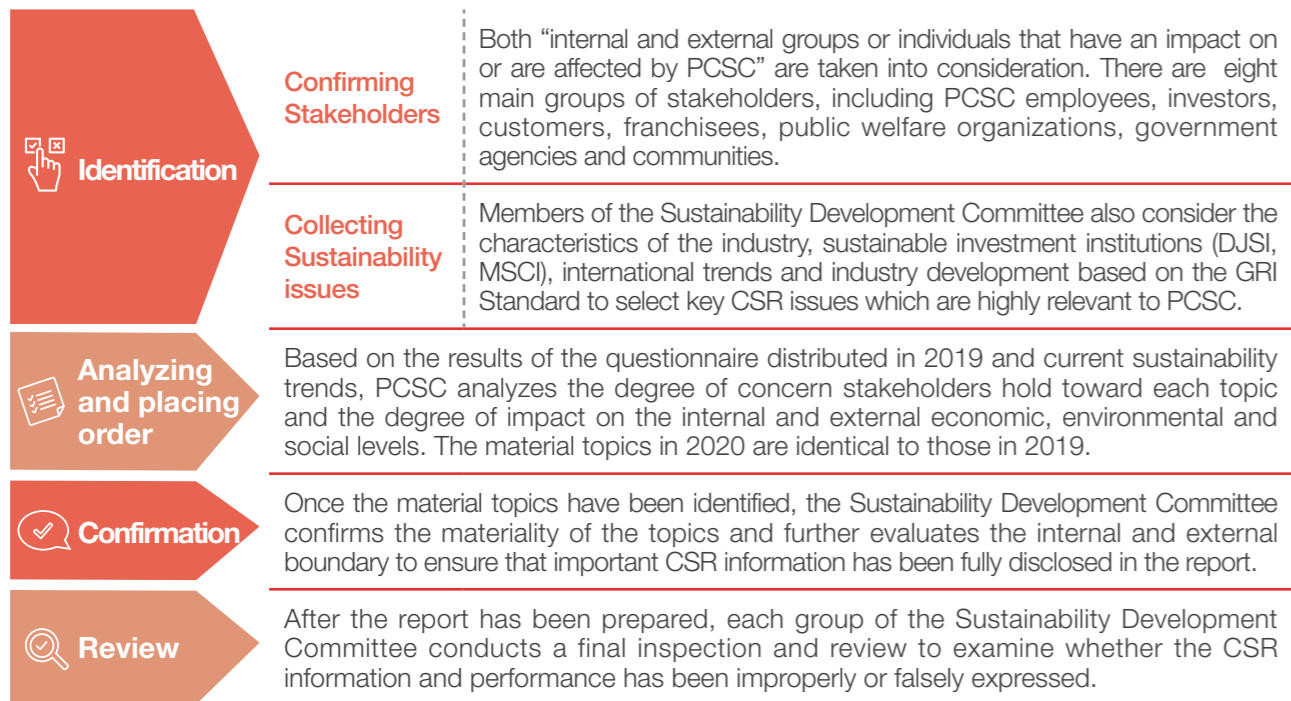 Identification
Confirming
Stakeholders
Both “internal and external groups or individuals that have an impact on
or are affected by PCSC” are taken into consideration. There are eight
main groups of stakeholders, including PCSC employees, investors,
customers, franchisees, public welfare organizations, government
agencies and communities.
Collecting
Sustainability
issues
Members of the Sustainability Development Committee also consider the
characteristics of the industry, sustainable investment institutions (DJSI,
MSCI), international trends and industry development based on the GRI
Standard to select key CSR issues which are highly relevant to PCSC.
Analyzing
and placing
order
Based on the results of the questionnaire distributed in 2019 and current sustainability
trends, PCSC analyzes the degree of concern stakeholders hold toward each topic
and the degree of impact on the internal and external economic, environmental and
social levels. The material topics in 2020 are identical to those in 2019.
Confirmation
Once the material topics have been identified, the Sustainability Development Committee
confirms the materiality of the topics and further evaluates the internal and external
boundary to ensure that important CSR information has been fully disclosed in the report.
Review
After the report has been prepared, each group of the Sustainability Development
Committee conducts a final inspection and review to examine whether the CSR
information and performance has been improperly or falsely expressed.